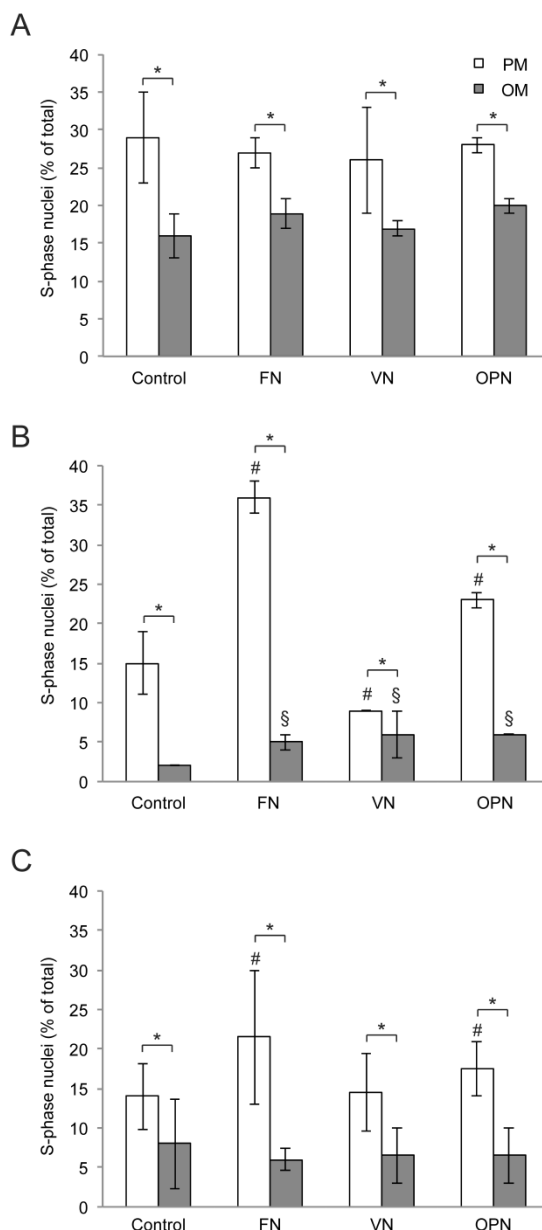 A
S-phase nuclei (% of total)
40
35
30
25
20
15
10
5
0
* * * *
PM
OM
Control FN VN OPN
B
S-phase nuclei (% of total)
40
35
30
25
20
15
10
5
0
* * * *
# # #
§ § §
Control FN VN OPN
C
S-phase nuclei (% of total)
40
35
30
25
20
15
10
5
0
* * * *
# #
Control FN VN OPN